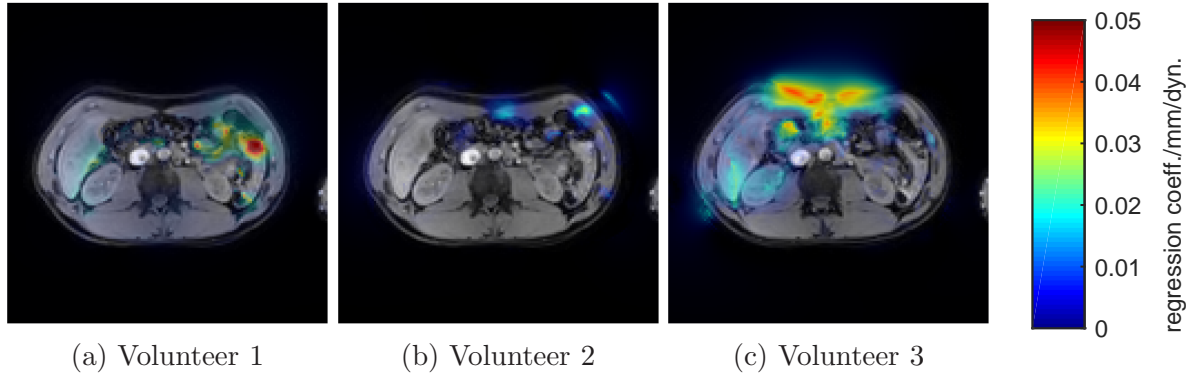 0.05
0.04
0.03
0.02
0.01
0
regression coeff./mm/dyn.
(a) Volunteer 1
(b) Volunteer 2
(c) Volunteer 3